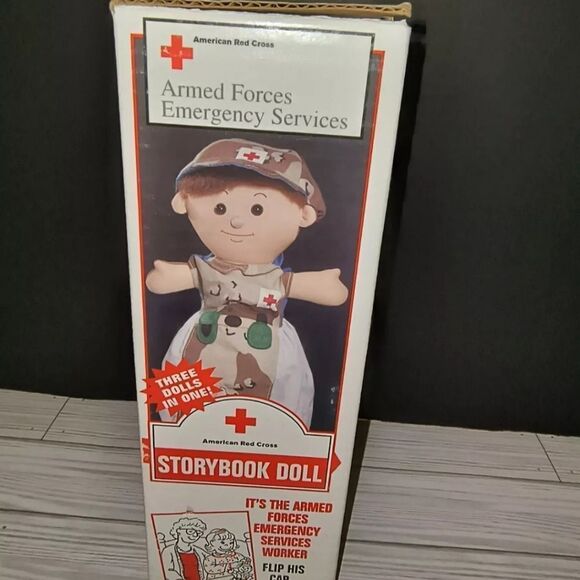 American Red Cross
Armed Forces
Emergency Services
THREE
DOLLS
IN ONE!
American Red Cross
STORYBOOK DOLL
IT'S THE ARMED
FORCES
EMERGENCY
SERVICES
WORKER
FLIP HIS
CAP